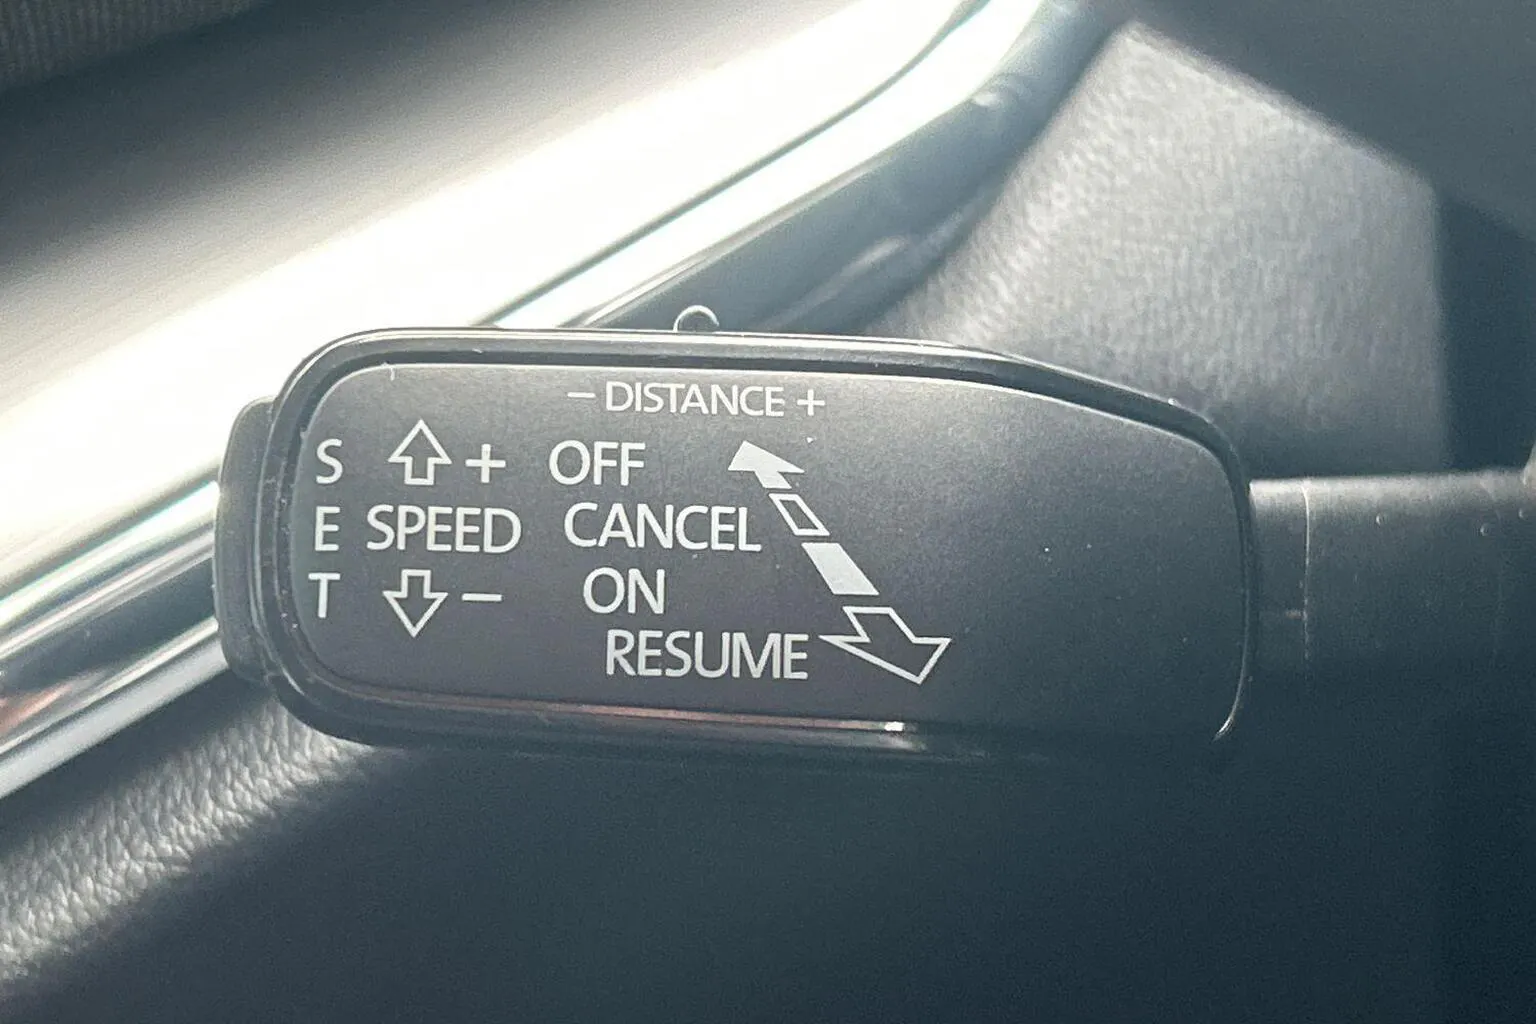 − DISTANCE +
S + OFF
E SPEED CANCEL
T − ON
RESUME